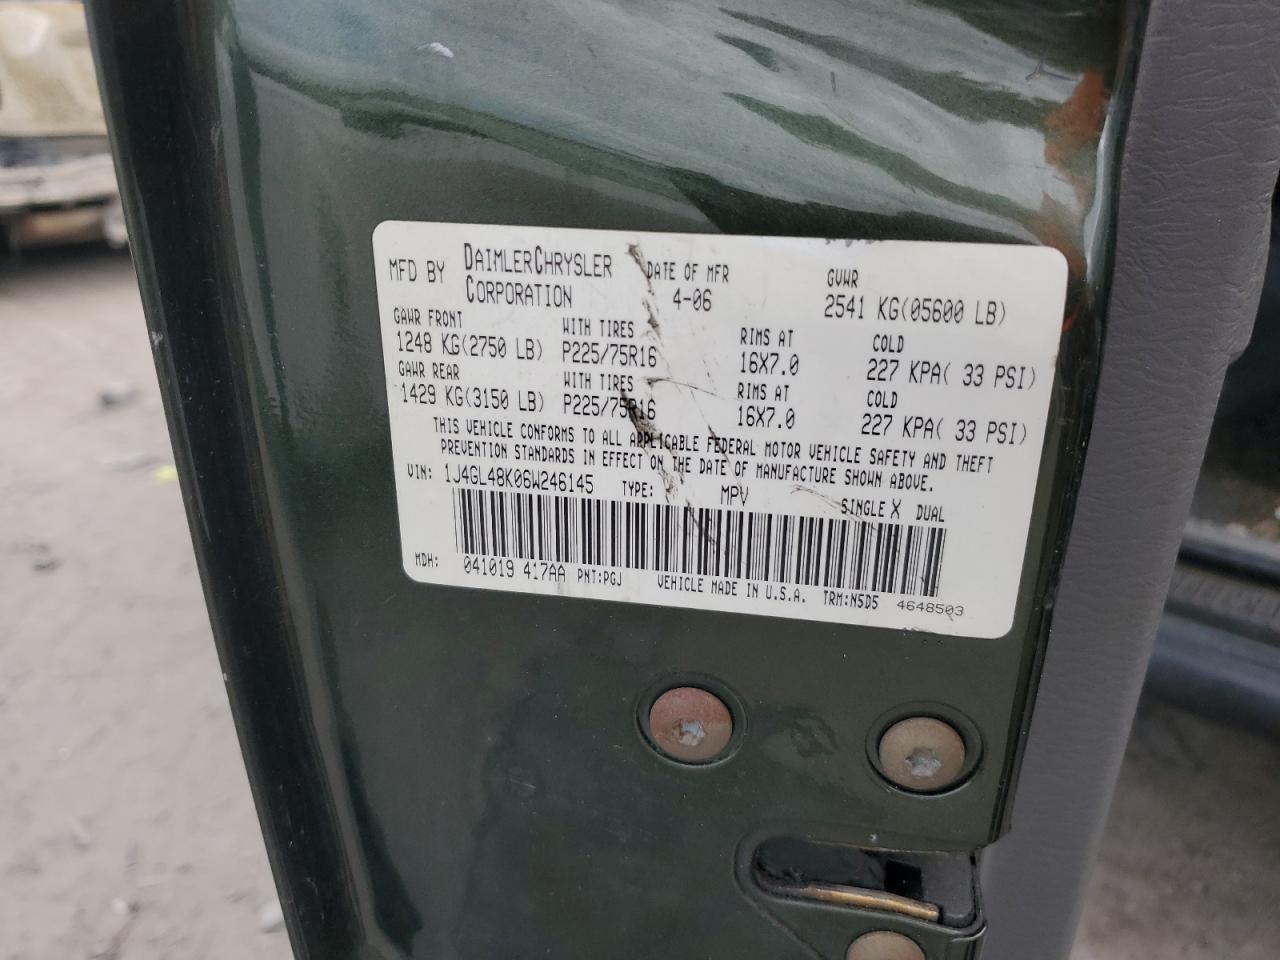 MFD BY DAIMLERCHRYSLER CORPORATION DATE OF MFR 4-06 GVWR 2541 KG(05600 LB)
GAWR FRONT WITH TIRES RIMS AT COLD
1248 KG(2750 LB) P225/75R16 16X7.0 227 KPA( 33 PSI)
GAWR REAR WITH TIRES RIMS AT COLD
1429 KG(3150 LB) P225/75R16 16X7.0 227 KPA( 33 PSI)
THIS VEHICLE CONFORMS TO ALL APPLICABLE FEDERAL MOTOR VEHICLE SAFETY AND THEFT
PREVENTION STANDARDS IN EFFECT ON THE DATE OF MANUFACTURE SHOWN ABOVE.
VIN: 1J4GL48K06W246145 TYPE: MPV SINGLE X DUAL
MDH: 041019 417AA PNT:PGJ VEHICLE MADE IN U.S.A. TRM:N5D5 4648503